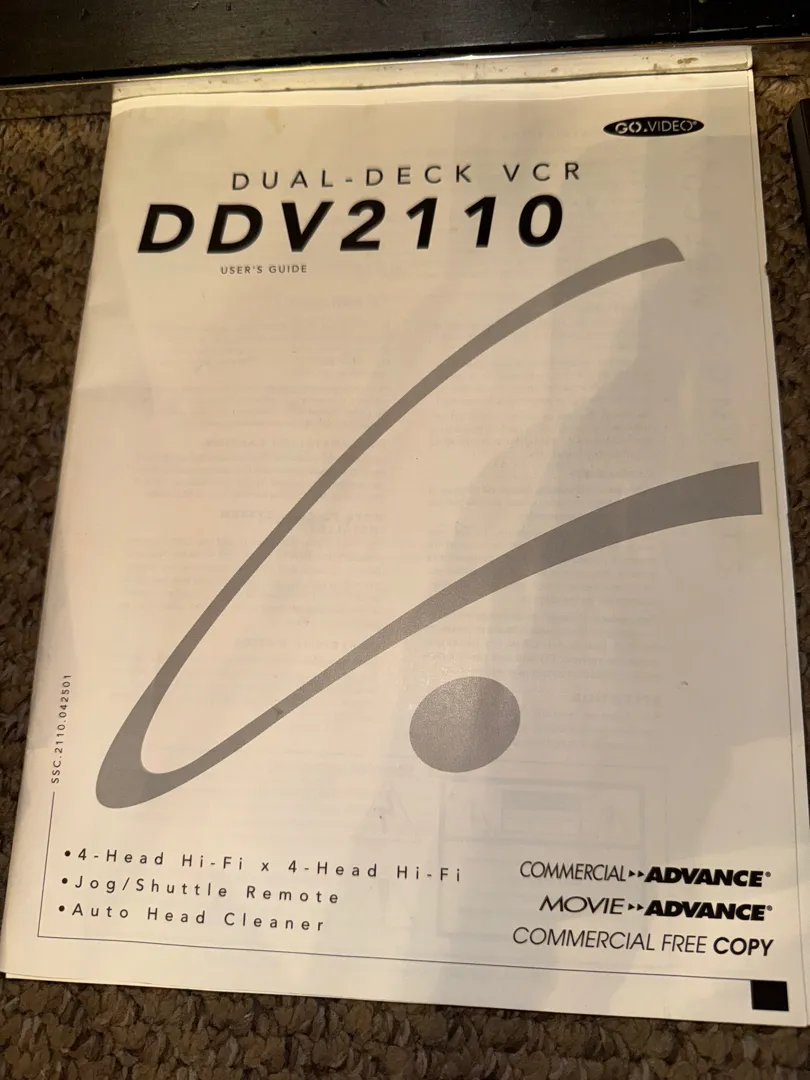 GO.VIDEO®
DUAL-DECK VCR
DDV2110
USER'S GUIDE
SSC.2110.042501
•4-Head Hi-Fi x 4-Head Hi-Fi
•Jog/Shuttle Remote
•Auto Head Cleaner
COMMERCIAL▸▸ADVANCE®
MOVIE▸▸ADVANCE®
COMMERCIAL FREE COPY